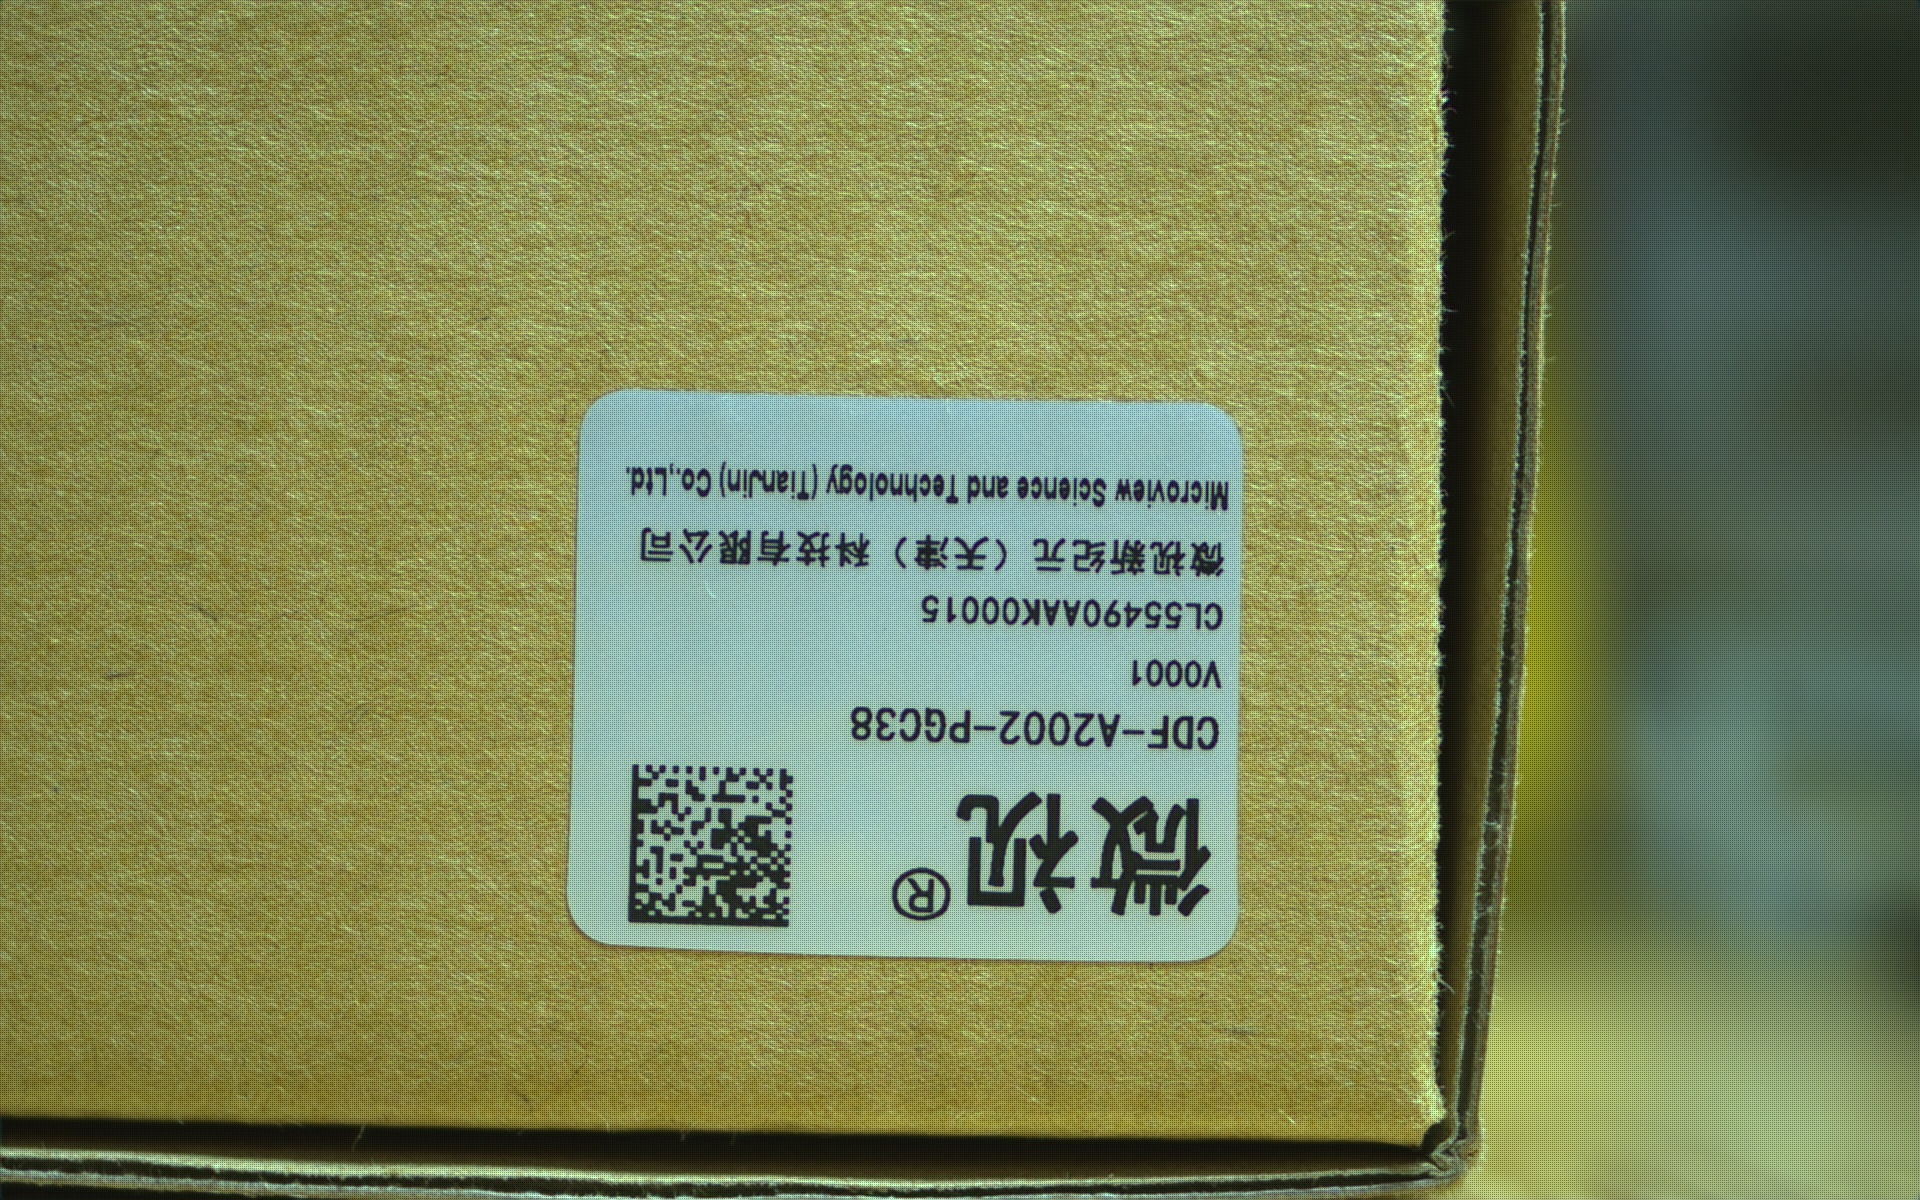 微视®
CDF-A2002-PGC38
V0001
CL55490AAK00015
微视新纪元（天津）科技有限公司
Microview Science and Technology (TianJin) Co.,Ltd.